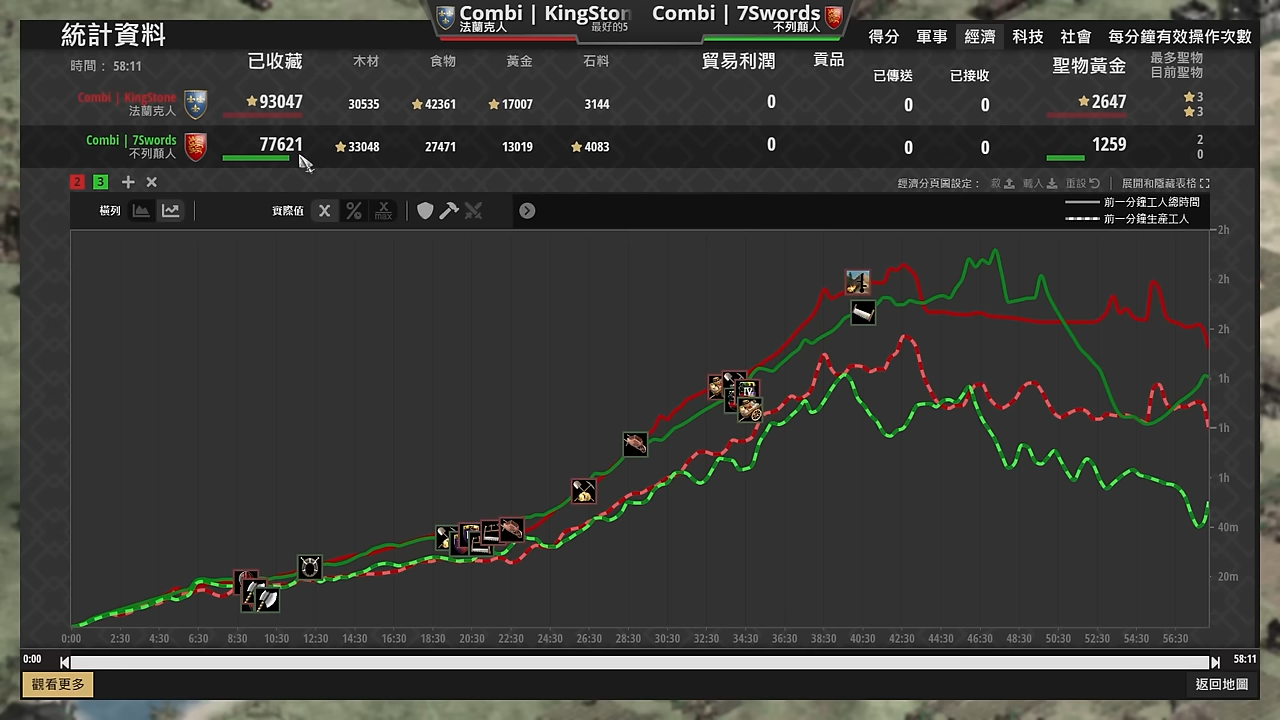 Combi | KingSton
法蘭克人
最好的5
Combi | 7Swords
不列顛人
統計資料
得分 軍事 經濟 科技 社會 每分鐘有效操作次數
時間： 58:11
已收藏 木材 食物 黃金 石料 貿易利潤 貢品 已傳送 已接收 聖物黃金 最多聖物
目前聖物
Combi | KingStone
法蘭克人
93047 30535 42361 17007 3144 0 0 0 2647 3
3
Combi | 7Swords
不列顛人
77621 33048 27471 13019 4083 0 0 0 1259 2
0
2 3
經濟分頁圖設定： 載入 重設 展開和隱藏表格
橫列 實際值 X % X max
前一分鐘工人總時間
前一分鐘生產工人
2h
2h
2h
1h
1h
1h
40m
20m
IV
0:00 2:30 4:30 6:30 8:30 10:30 12:30 14:30 16:30 18:30 20:30 22:30 24:30 26:30 28:30 30:30 32:30 34:30 36:30 38:30 40:30 42:30 44:30 46:30 48:30 50:30 52:30 54:30 56:30
0:00 58:11
觀看更多 返回地圖